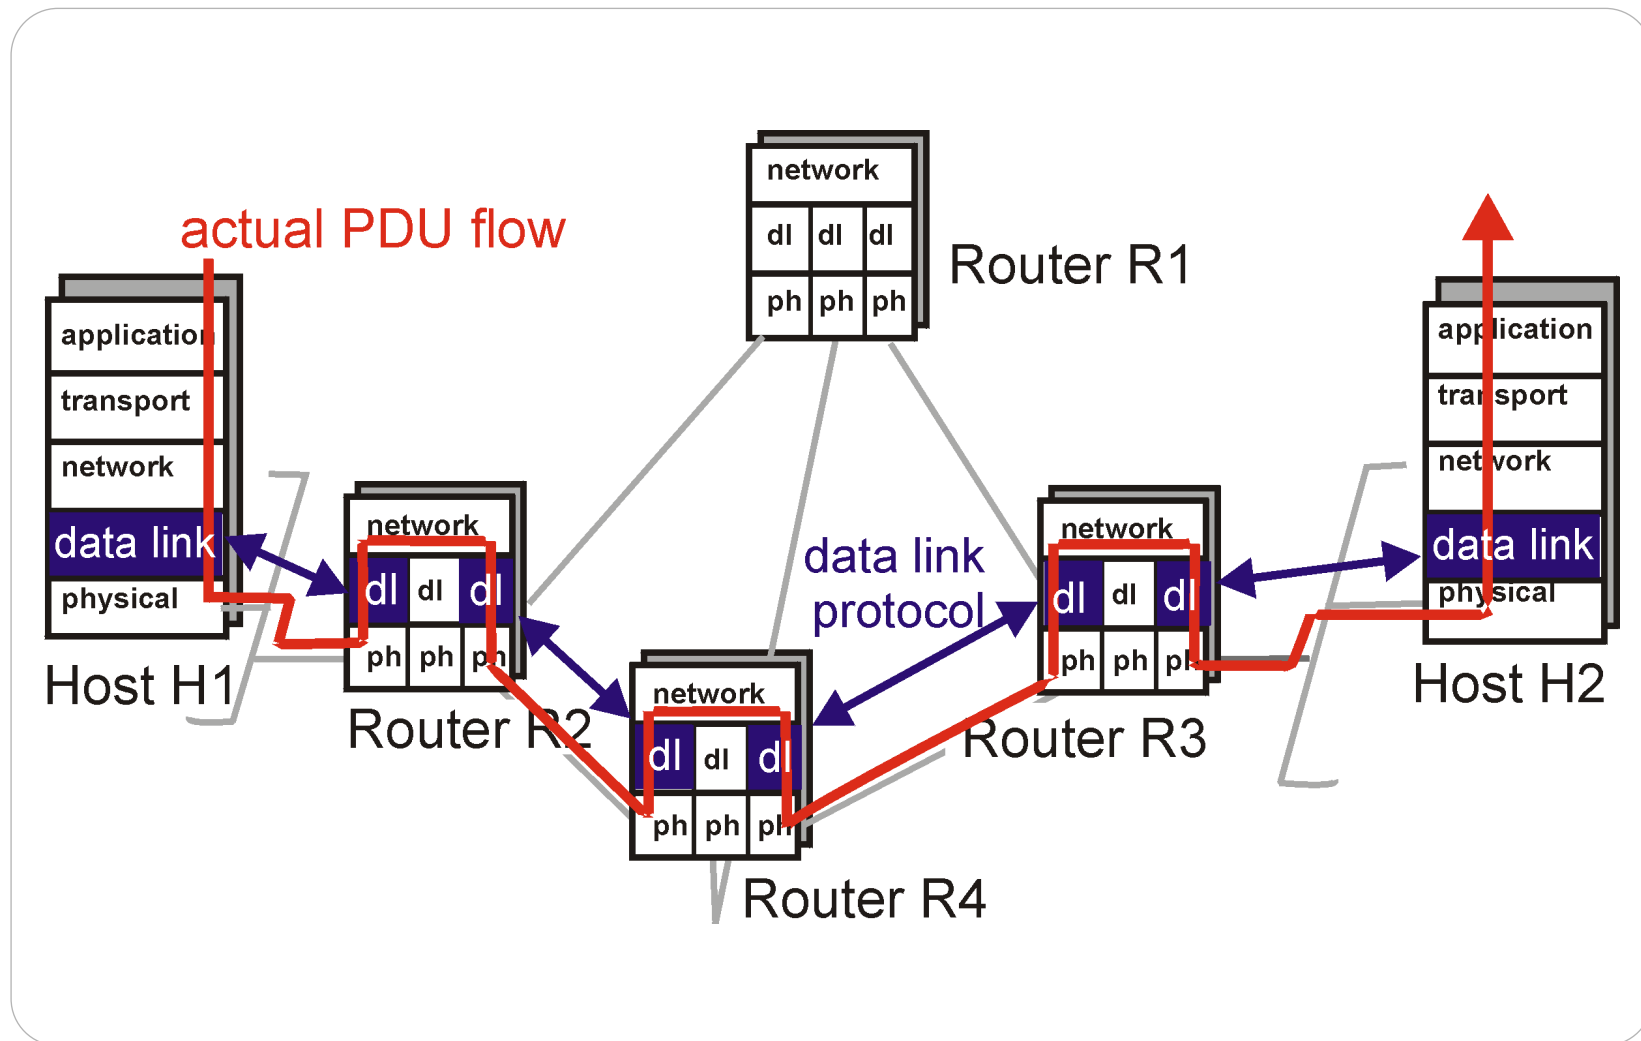 network
dl dl dl
ph ph ph
Router R1
actual PDU flow
application
transport
network
data link
physical
Host H1
network
dl dl dl
ph ph ph
Router R2
data link
protocol
network
dl dl dl
ph ph ph
Router R4
network
dl dl dl
ph ph ph
Router R3
application
transport
network
data link
physical
Host H2